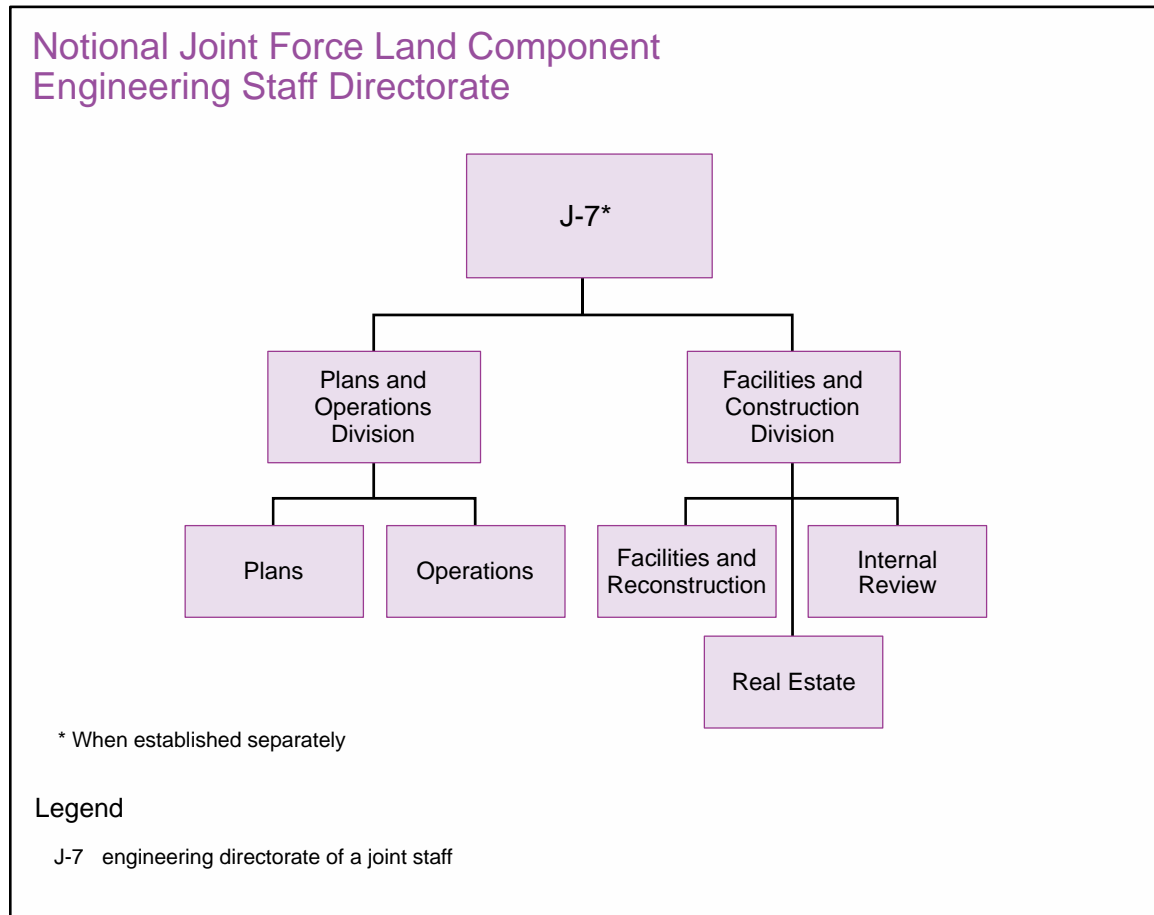 Notional Joint Force Land Component
Engineering Staff Directorate
J-7*
Plans and
Operations
Division
Facilities and
Construction
Division
Plans
Operations
Facilities and
Reconstruction
Internal
Review
Real Estate
* When established separately
Legend
J-7 engineering directorate of a joint staff